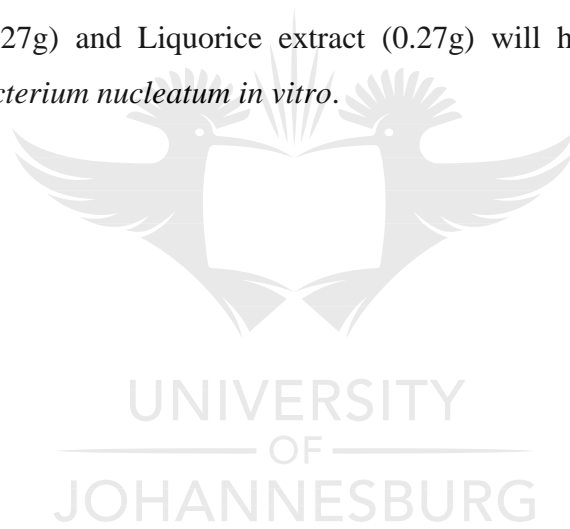 27g) and Liquorice extract (0.27g) will h
cterium nucleatum in vitro.
UNIVERSITY
OF
JOHANNESBURG